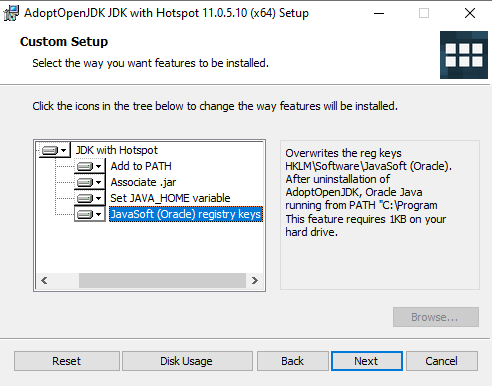 AdoptOpenJDK JDK with Hotspot 11.0.5.10 (x64) Setup
Custom Setup
Select the way you want features to be installed.
Click the icons in the tree below to change the way features will be installed.
JDK with Hotspot
Add to PATH
Associate .jar
Set JAVA_HOME variable
JavaSoft (Oracle) registry keys
Overwrites the reg keys
HKLM\Software\JavaSoft (Oracle).
After uninstallation of
AdoptOpenJDK, Oracle Java
running from PATH "C:\Program
This feature requires 1KB on your
hard drive.
Browse...
Reset
Disk Usage
Back
Next
Cancel